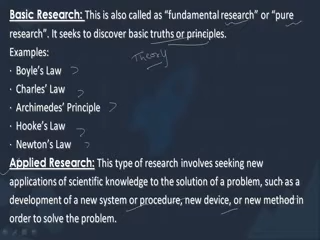 Basic Research: This is also called as "fundamental research" or "pure
research". It seeks to discover basic truths or principles.
Theory
Examples:
· Boyle's Law
· Charles' Law
· Archimedes' Principle
· Hooke's Law
· Newton's Law
Applied Research: This type of research involves seeking new
applications of scientific knowledge to the solution of a problem, such as a
development of a new system or procedure, new device, or new method in
order to solve the problem.